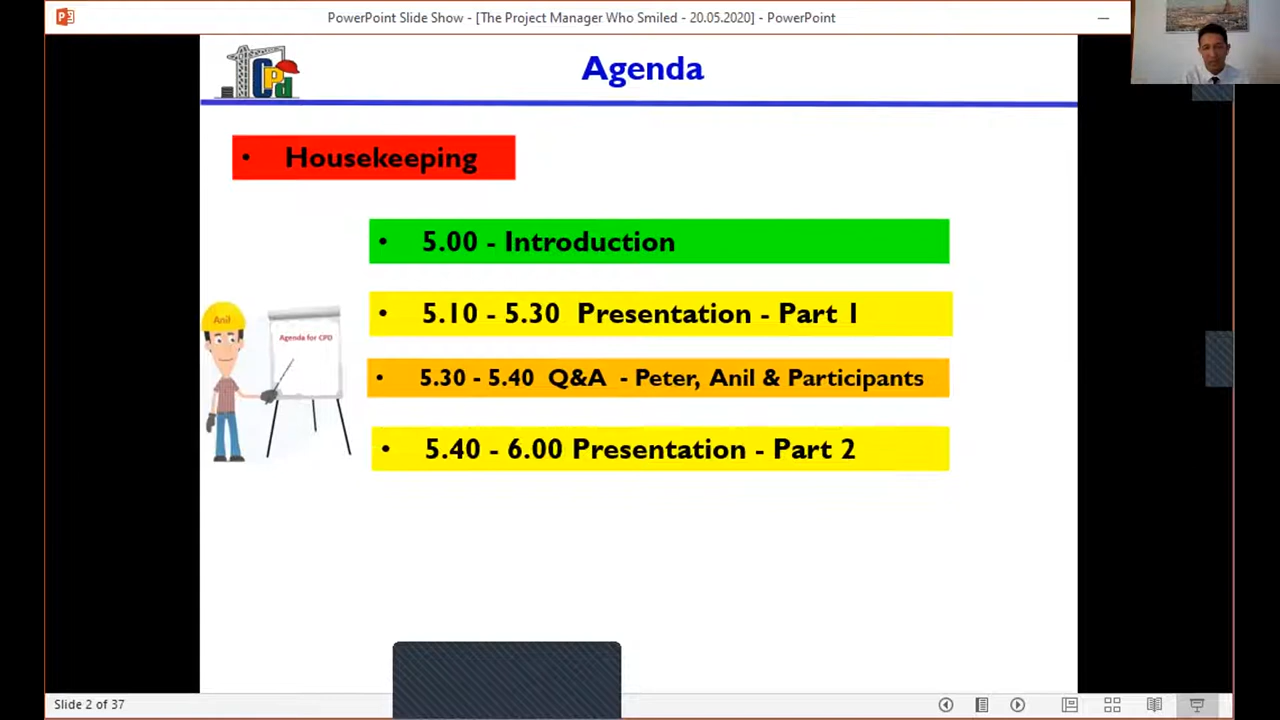 PowerPoint Slide Show - [The Project Manager Who Smiled - 20.05.2020] - PowerPoint
CPd
Agenda
• Housekeeping
• 5.00 - Introduction
• 5.10 - 5.30 Presentation - Part 1
Anil
Agenda for CPD
• 5.30 - 5.40 Q&A - Peter, Anil & Participants
• 5.40 - 6.00 Presentation - Part 2
Slide 2 of 37